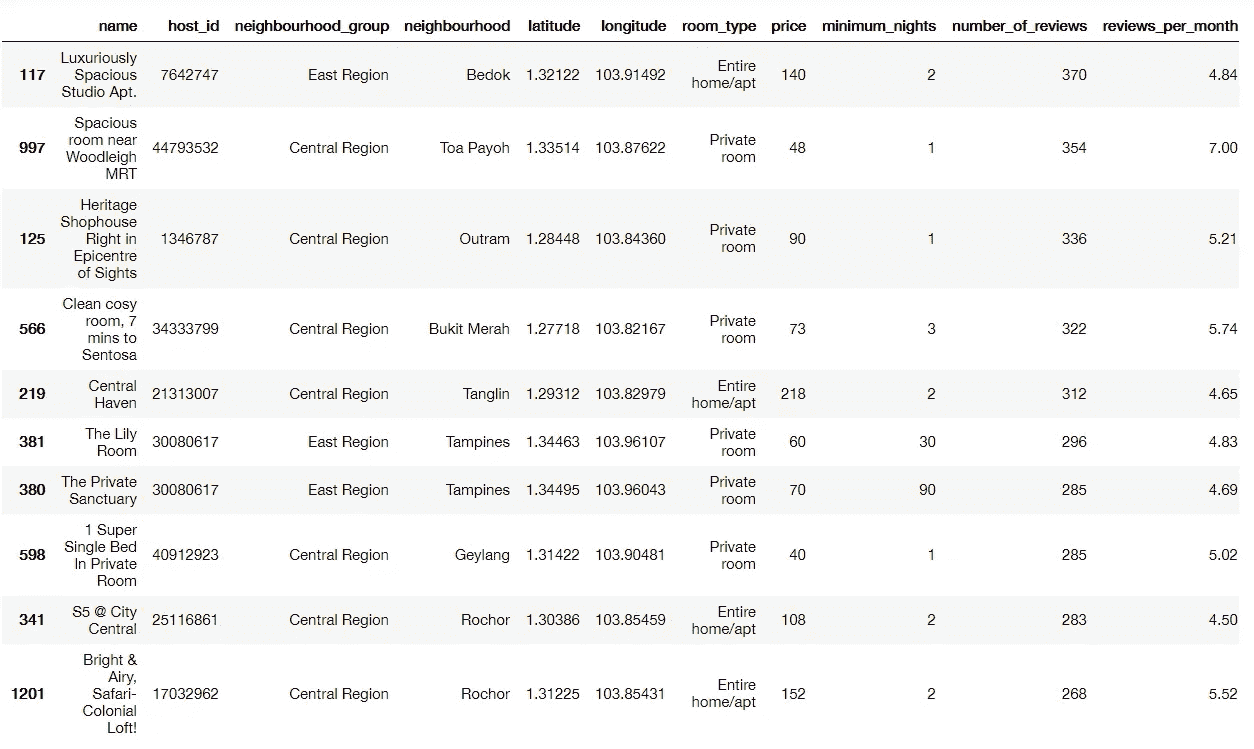 name host_id neighbourhood_group neighbourhood latitude longitude room_type price minimum_nights number_of_reviews reviews_per_month
117 Luxuriously Spacious Studio Apt. 7642747 East Region Bedok 1.32122 103.91492 Entire home/apt 140 2 370 4.84
997 Spacious room near Woodleigh MRT 44793532 Central Region Toa Payoh 1.33514 103.87622 Private room 48 1 354 7.00
125 Heritage Shophouse Right in Epicentre of Sights 1346787 Central Region Outram 1.28448 103.84360 Private room 90 1 336 5.21
566 Clean cosy room, 7 mins to Sentosa 34333799 Central Region Bukit Merah 1.27718 103.82167 Private room 73 3 322 5.74
219 Central Haven 21313007 Central Region Tanglin 1.29312 103.82979 Entire home/apt 218 2 312 4.65
381 The Lily Room 30080617 East Region Tampines 1.34463 103.96107 Private room 60 30 296 4.83
380 The Private Sanctuary 30080617 East Region Tampines 1.34495 103.96043 Private room 70 90 285 4.69
598 1 Super Single Bed In Private Room 40912923 Central Region Geylang 1.31422 103.90481 Private room 40 1 285 5.02
341 S5 @ City Central 25116861 Central Region Rochor 1.30386 103.85459 Entire home/apt 108 2 283 4.50
1201 Bright & Airy, Safari-Colonial Loft! 17032962 Central Region Rochor 1.31225 103.85431 Entire home/apt 152 2 268 5.52